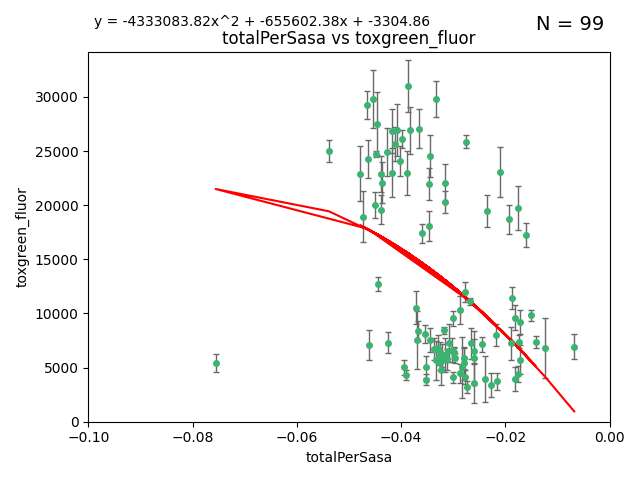 y = -4333083.82x^2 + -655602.38x + -3304.86
N = 99
totalPerSasa vs toxgreen_fluor
toxgreen_fluor
30000
25000
20000
15000
10000
5000
0
−0.10
−0.08
−0.06
−0.04
−0.02
0.00
totalPerSasa